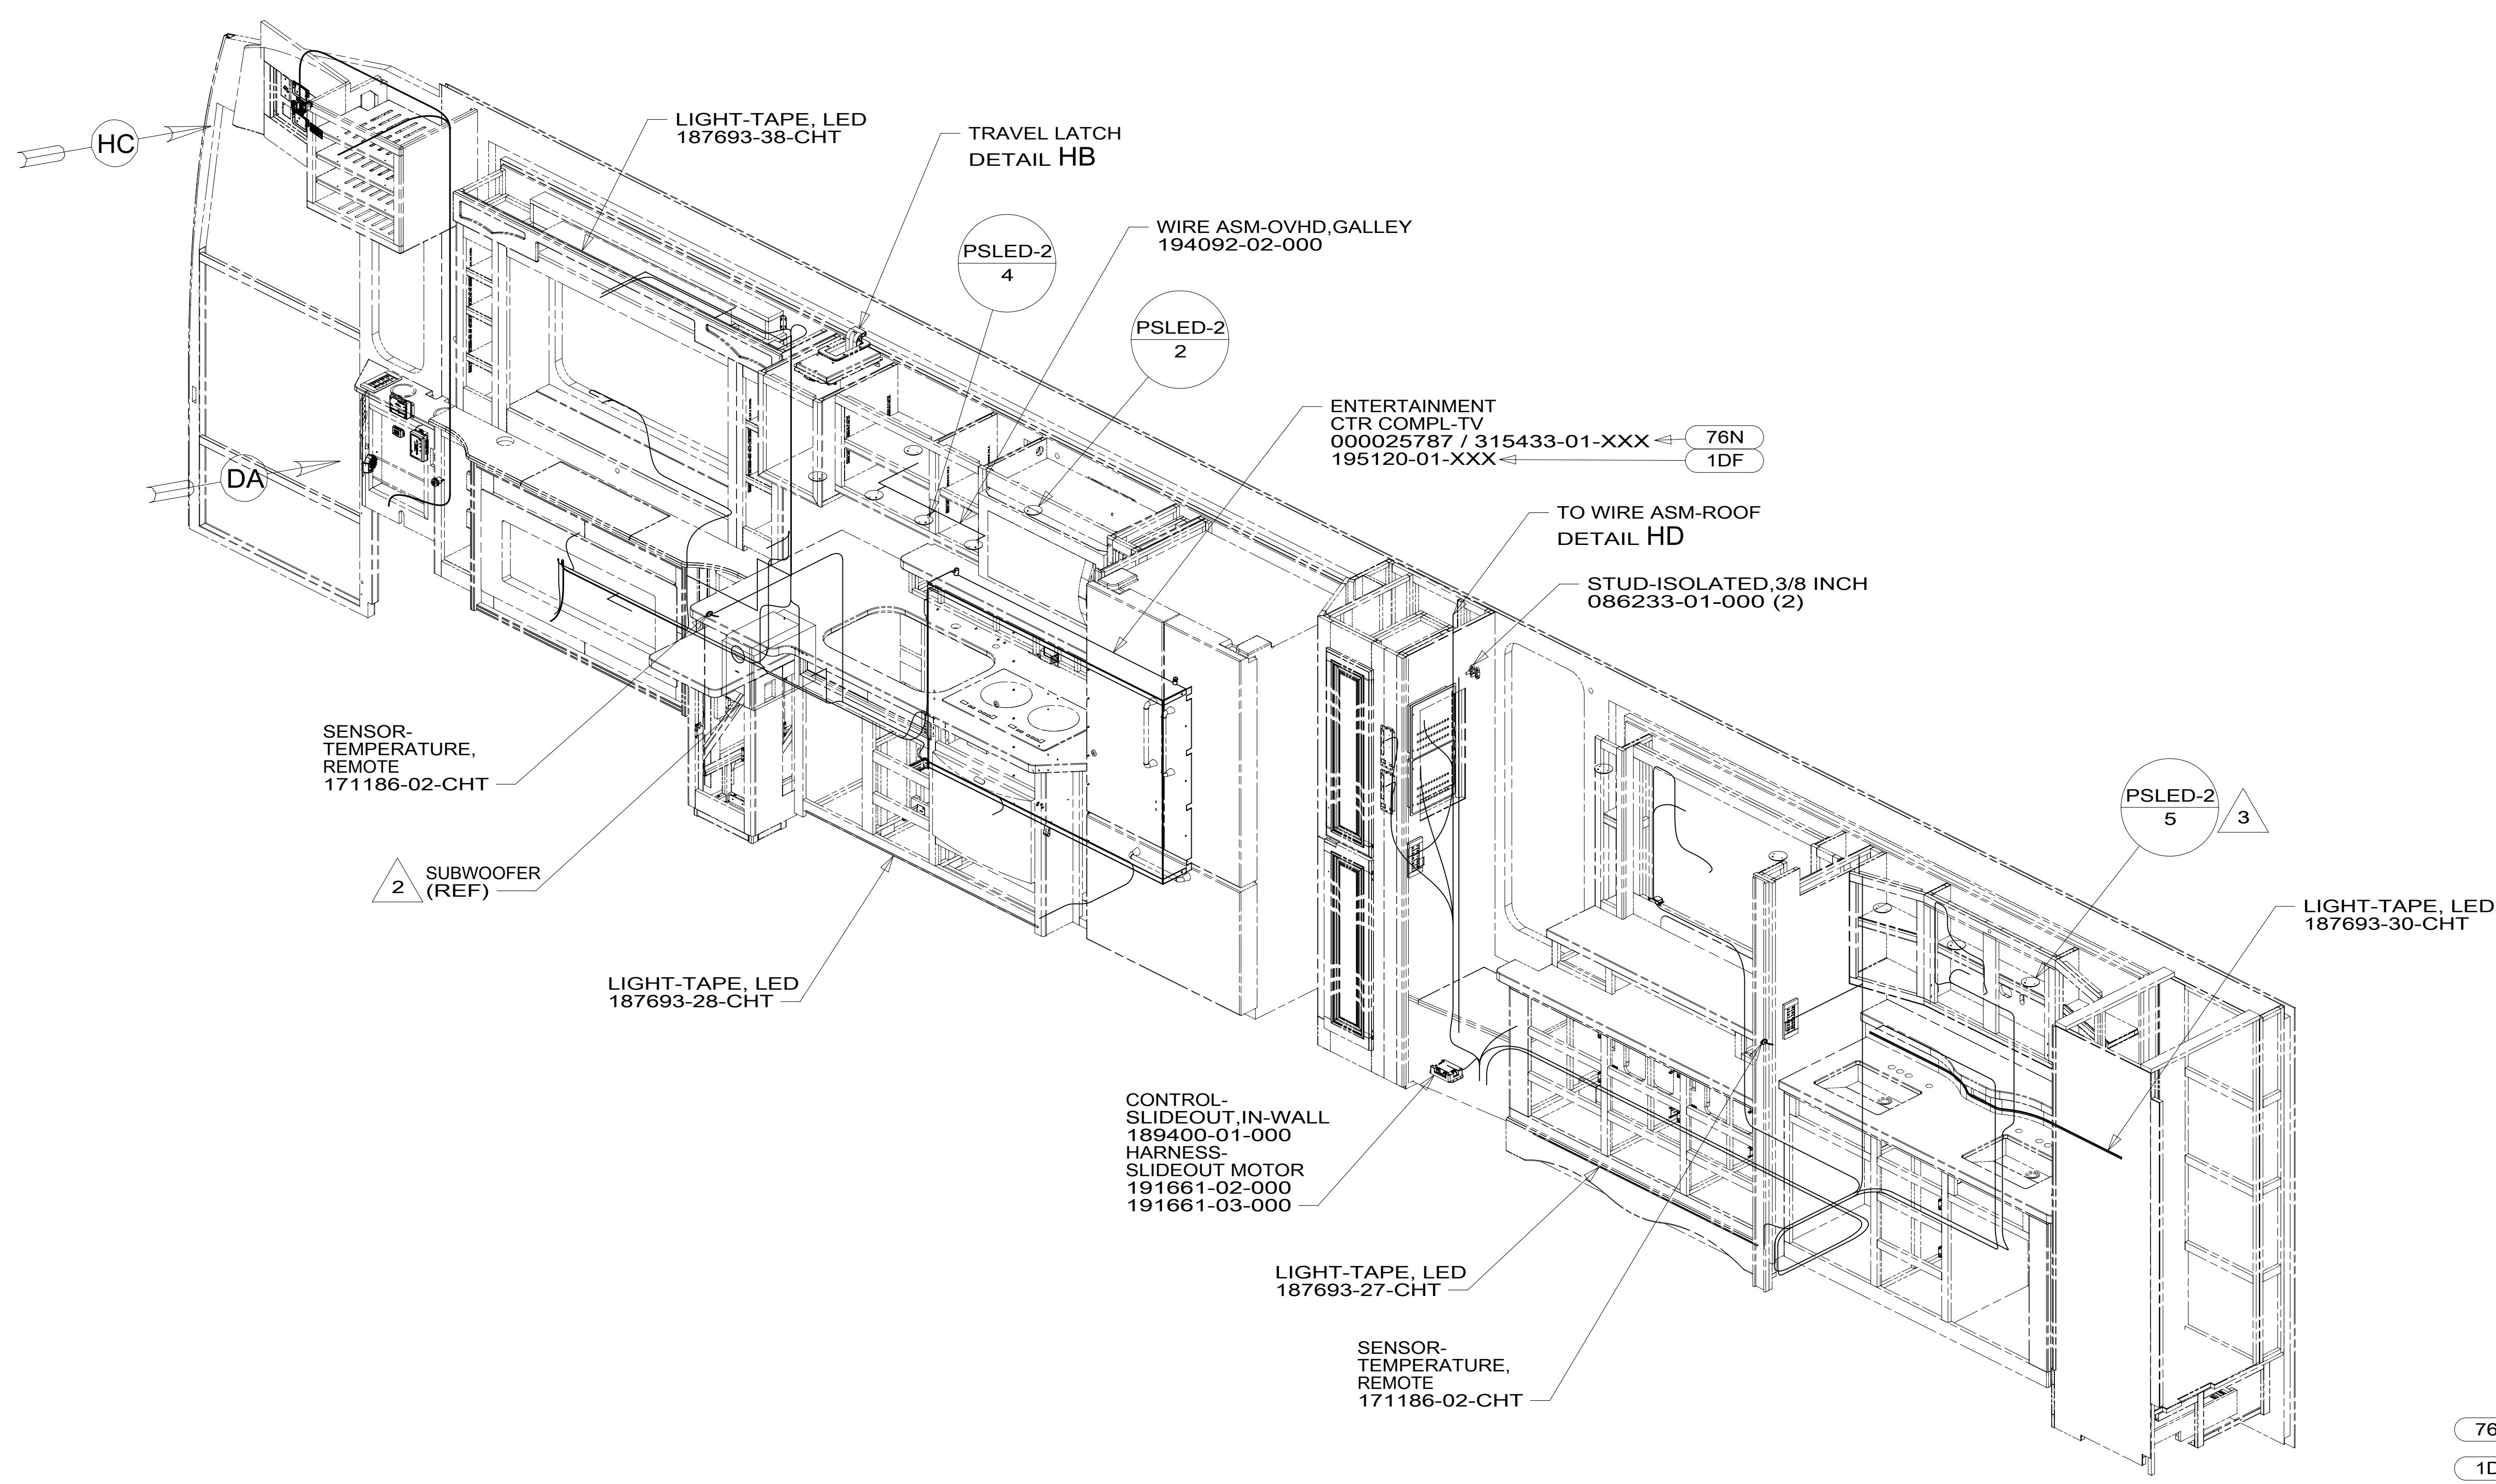 HC
LIGHT-TAPE, LED
187693-38-CHT
TRAVEL LATCH
DETAIL HB
WIRE ASM-OVHD,GALLEY
194092-02-000
PSLED-2
4
PSLED-2
2
ENTERTAINMENT
CTR COMPL-TV
000025787 / 315433-01-XXX
76N
195120-01-XXX
1DF
DA
TO WIRE ASM-ROOF
DETAIL HD
STUD-ISOLATED,3/8 INCH
086233-01-000 (2)
SENSOR-
TEMPERATURE,
REMOTE
171186-02-CHT
2
SUBWOOFER
(REF)
PSLED-2
5
3
LIGHT-TAPE, LED
187693-30-CHT
LIGHT-TAPE, LED
187693-28-CHT
CONTROL-
SLIDEOUT,IN-WALL
189400-01-000
HARNESS-
SLIDEOUT MOTOR
191661-02-000
191661-03-000
LIGHT-TAPE, LED
187693-27-CHT
SENSOR-
TEMPERATURE,
REMOTE
171186-02-CHT